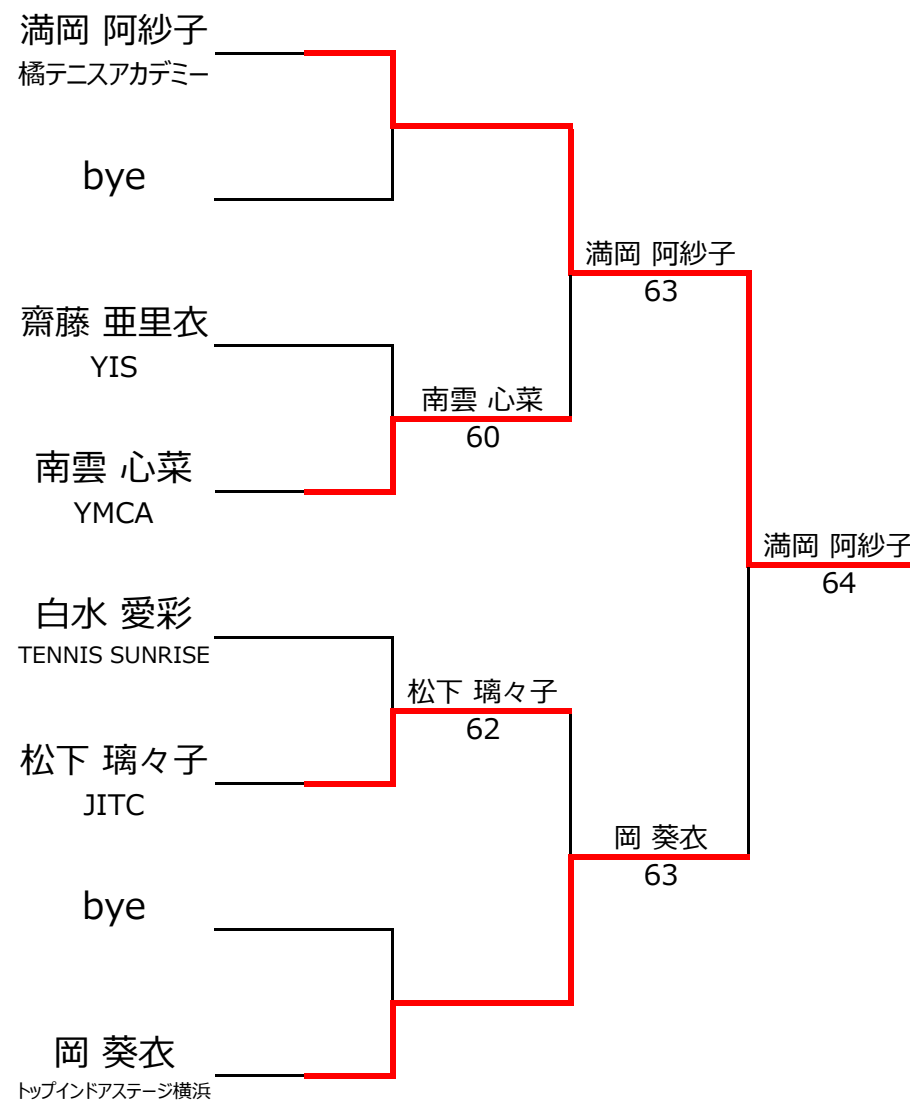 満岡 阿紗子
橘テニスアカデミー
bye
齋藤 亜里衣
YIS
南雲 心菜
YMCA
白水 愛彩
TENNIS SUNRISE
松下 璃々子
JITC
bye
岡 葵衣
トップインドアステージ横浜
南雲 心菜
60
松下 璃々子
62
満岡 阿紗子
63
岡 葵衣
63
満岡 阿紗子
64